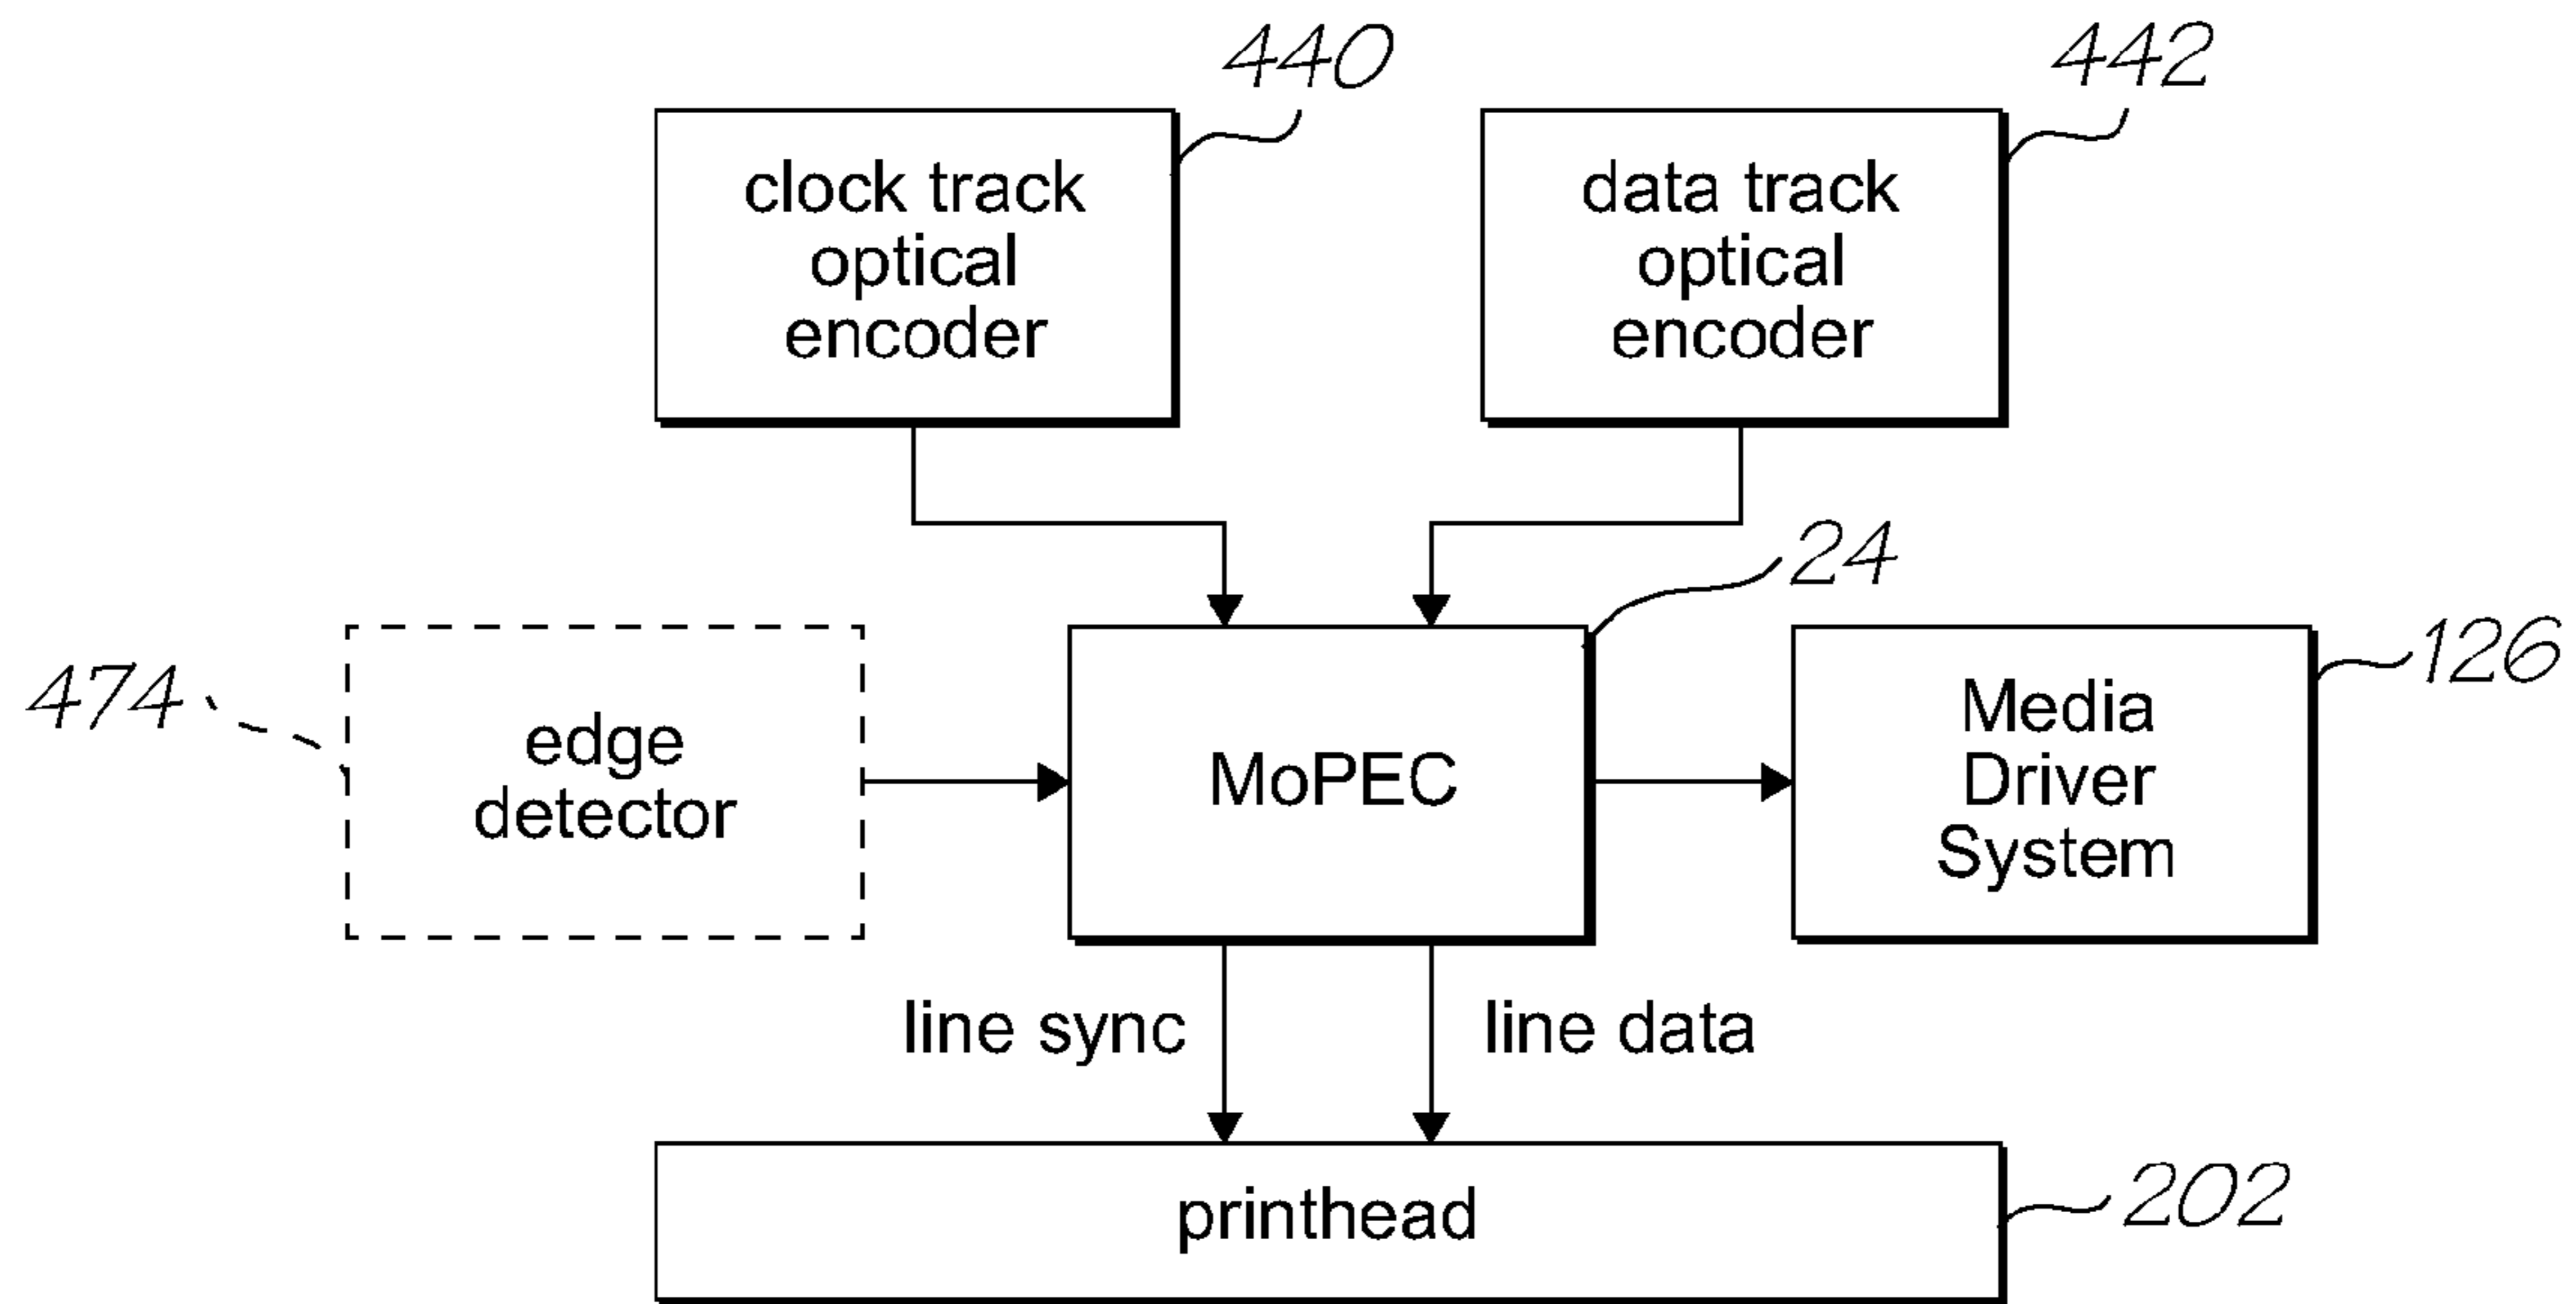 440
442
clock track
optical
encoder
data track
optical
encoder
24
474
edge
detector
MoPEC
126
Media
Driver
System
line sync
line data
printhead
202